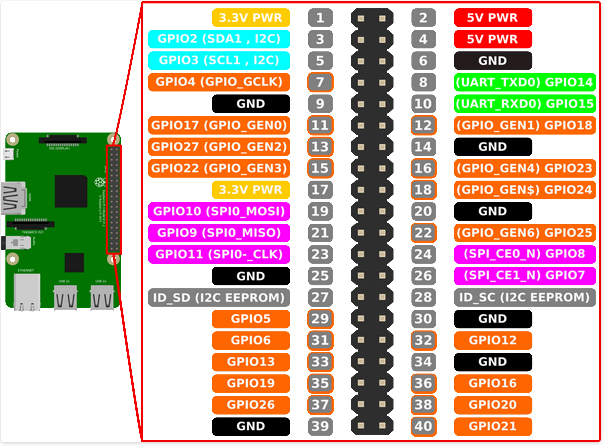 3.3V PWR 1 2 5V PWR
GPIO2 (SDA1 , I2C) 3 4 5V PWR
GPIO3 (SCL1 , I2C) 5 6 GND
GPIO4 (GPIO_GCLK) 7 8 (UART_TXD0) GPIO14
GND 9 10 (UART_RXD0) GPIO15
GPIO17 (GPIO_GEN0) 11 12 (GPIO_GEN1) GPIO18
GPIO27 (GPIO_GEN2) 13 14 GND
GPIO22 (GPIO_GEN3) 15 16 (GPIO_GEN4) GPIO23
3.3V PWR 17 18 (GPIO_GEN$) GPIO24
GPIO10 (SPI0_MOSI) 19 20 GND
GPIO9 (SPI0_MISO) 21 22 (GPIO_GEN6) GPIO25
GPIO11 (SPI0-_CLK) 23 24 (SPI_CE0_N) GPIO8
GND 25 26 (SPI_CE1_N) GPIO7
ID_SD (I2C EEPROM) 27 28 ID_SC (I2C EEPROM)
GPIO5 29 30 GND
GPIO6 31 32 GPIO12
GPIO13 33 34 GND
GPIO19 35 36 GPIO16
GPIO26 37 38 GPIO20
GND 39 40 GPIO21